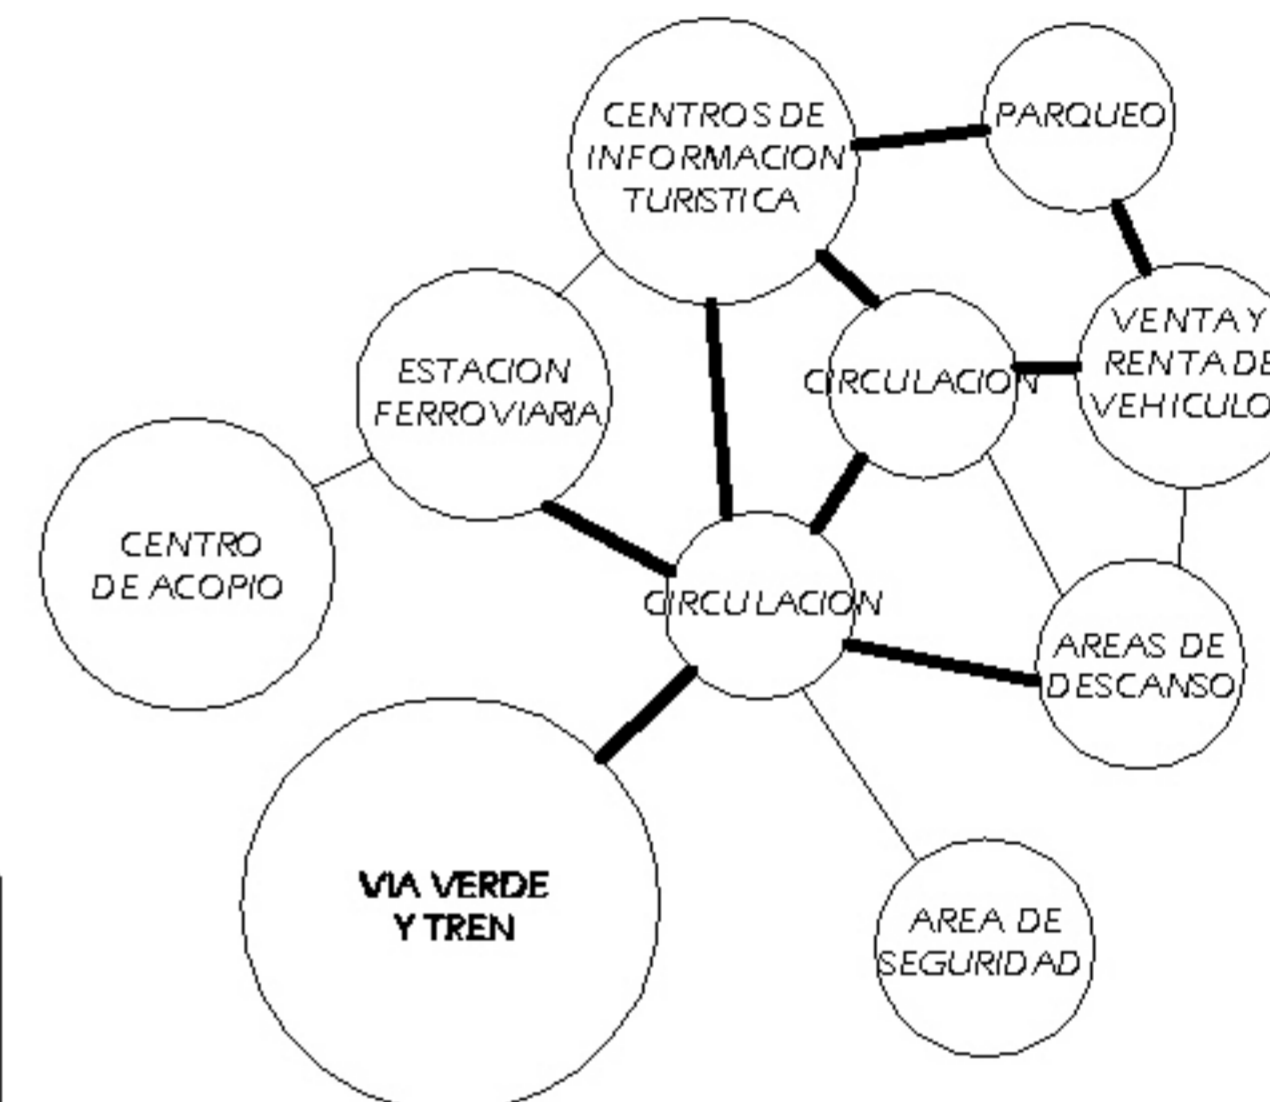 CENTROS DE
INFORMACION
TURISTICA
PARQUEO
VENTA Y
RENTA DE
VEHICULO
ESTACION
FERROVIARIA
CIRCULACION
CENTRO
DE ACOPIO
CIRCULACION
AREAS DE
DESCANSO
VIA VERDE
Y TREN
AREA DE
SEGURIDAD